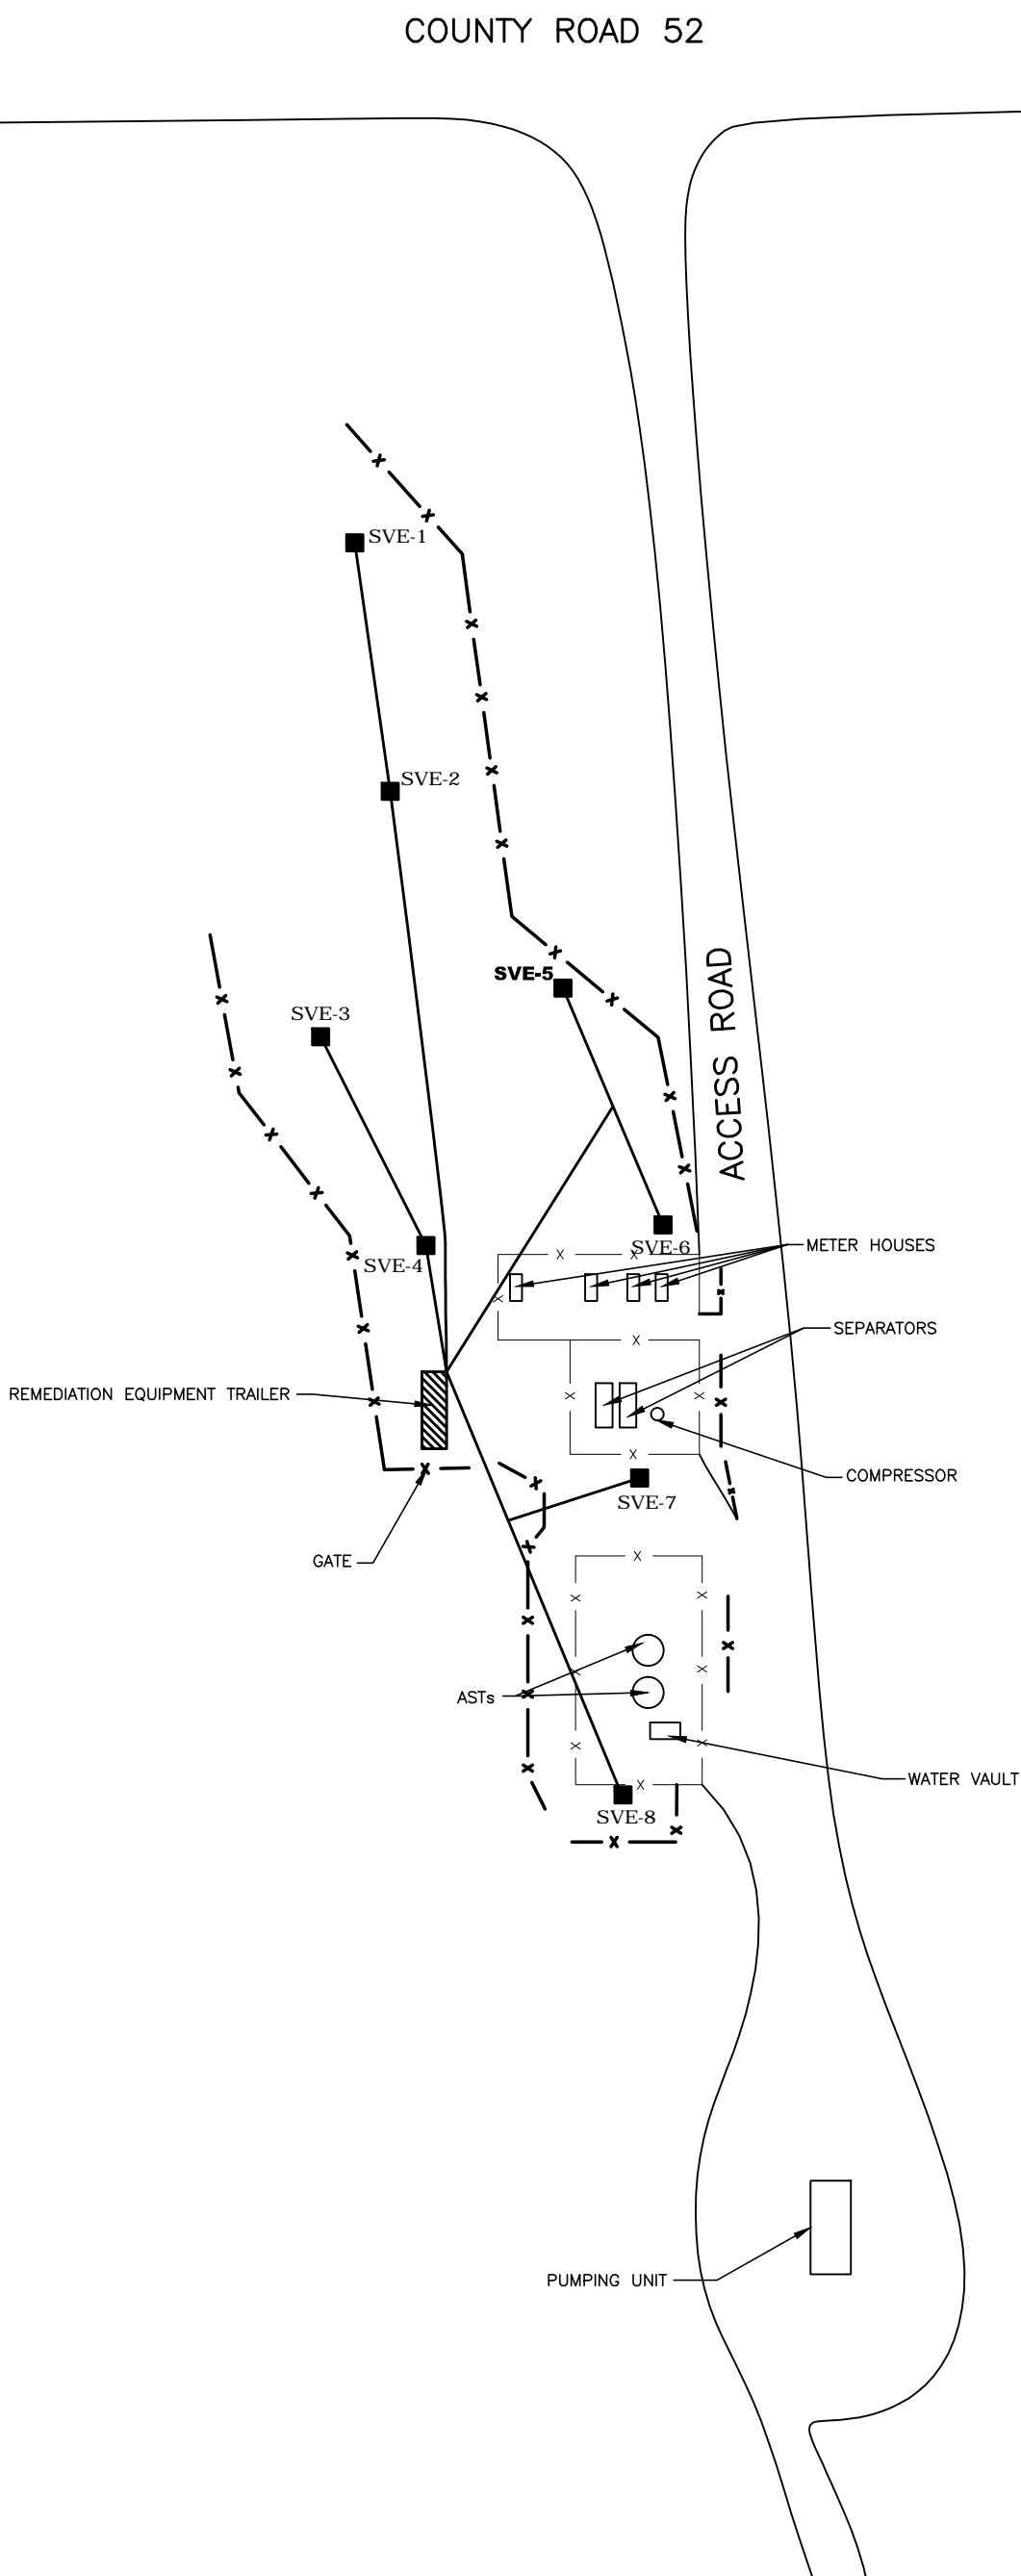 COUNTY ROAD 52
SVE-1
SVE-2
ACCESS ROAD
SVE-5
SVE-3
SVE-6
METER HOUSES
SVE-4
SEPARATORS
REMEDIATION EQUIPMENT TRAILER
COMPRESSOR
SVE-7
GATE
ASTs
WATER VAULT
SVE-8
PUMPING UNIT